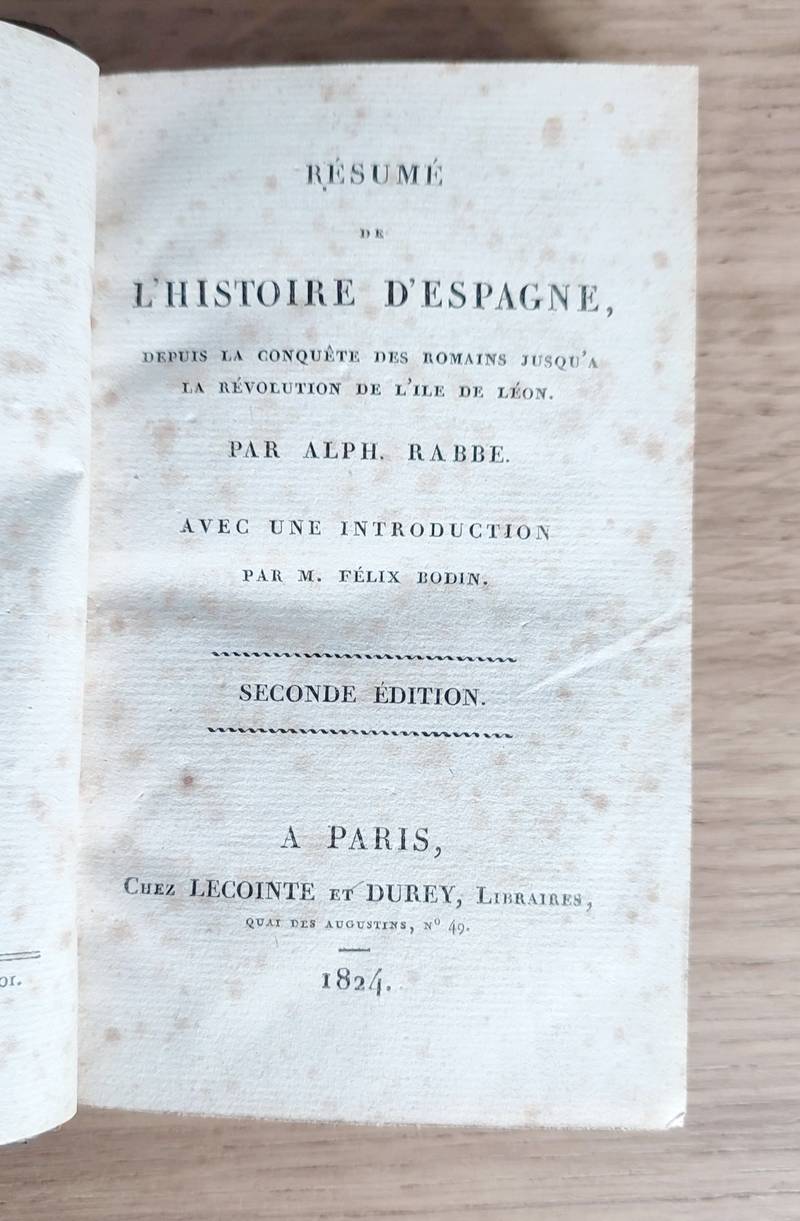 RÉSUMÉ
DE
L'HISTOIRE D'ESPAGNE,
DEPUIS LA CONQUÊTE DES ROMAINS JUSQU'A
LA RÉVOLUTION DE L'ILE DE LÉON.
PAR ALPH. RABBE.
AVEC UNE INTRODUCTION
PAR M. FÉLIX BODIN.
SECONDE ÉDITION.
A PARIS,
CHEZ LECOINTE ET DUREY, LIBRAIRES,
QUAI DES AUGUSTINS, Nº 49.
1824.